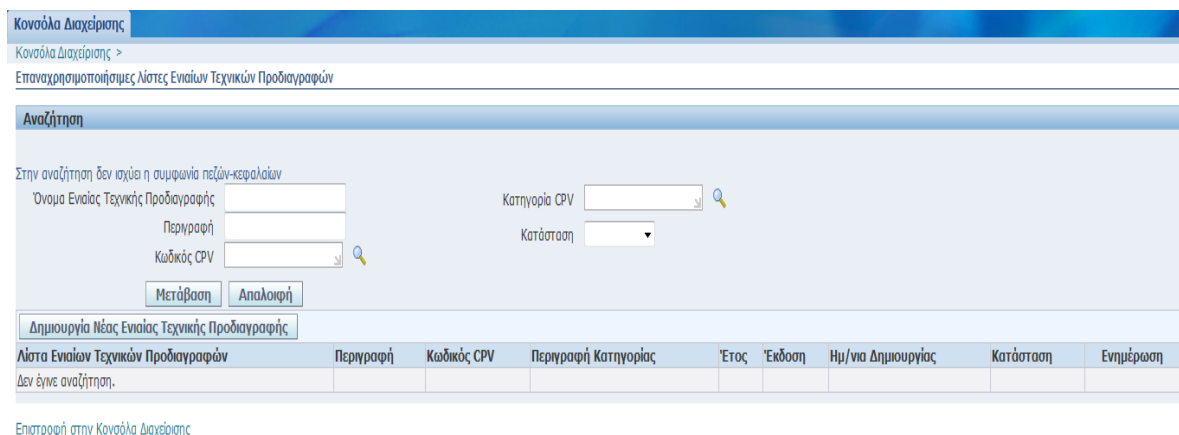 Κονσόλα Διαχείρισης
Κονσόλα Διαχείρισης >
Επαναχρησιμοποιήσιμες Λίστες Ενιαίων Τεχνικών Προδιαγραφών
Αναζήτηση
Στην αναζήτηση δεν ισχύει η συμφωνία πεζών-κεφαλαίων
Όνομα Ενιαίας Τεχνικής Προδιαγραφής Κατηγορία CPV
Περιγραφή Κατάσταση
Κωδικός CPV
Μετάβαση Απαλοιφή
Δημιουργία Νέας Ενιαίας Τεχνικής Προδιαγραφής
Λίστα Ενιαίων Τεχνικών Προδιαγραφών Περιγραφή Κωδικός CPV Περιγραφή Κατηγορίας Έτος Έκδοση Ημ/νια Δημιουργίας Κατάσταση Ενημέρωση
Δεν έγινε αναζήτηση.
Επιστροφή στην Κονσόλα Διαχείρισης